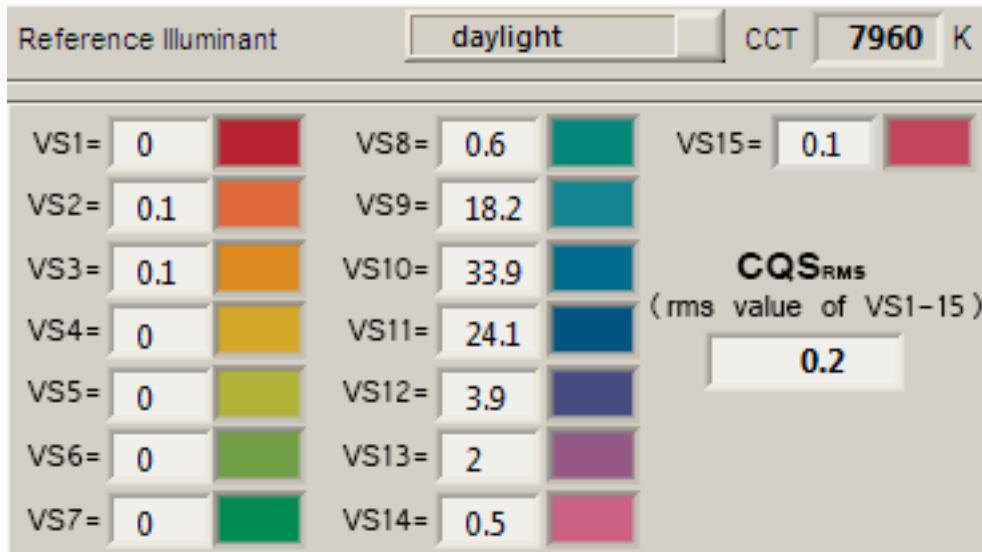 Reference Illuminant daylight CCT 7960 K
VS1= 0 VS8= 0.6 VS15= 0.1
VS2= 0.1 VS9= 18.2
VS3= 0.1 VS10= 33.9 CQSRMS
(rms value of VS1-15)
VS4= 0 VS11= 24.1
0.2
VS5= 0 VS12= 3.9
VS6= 0 VS13= 2
VS7= 0 VS14= 0.5